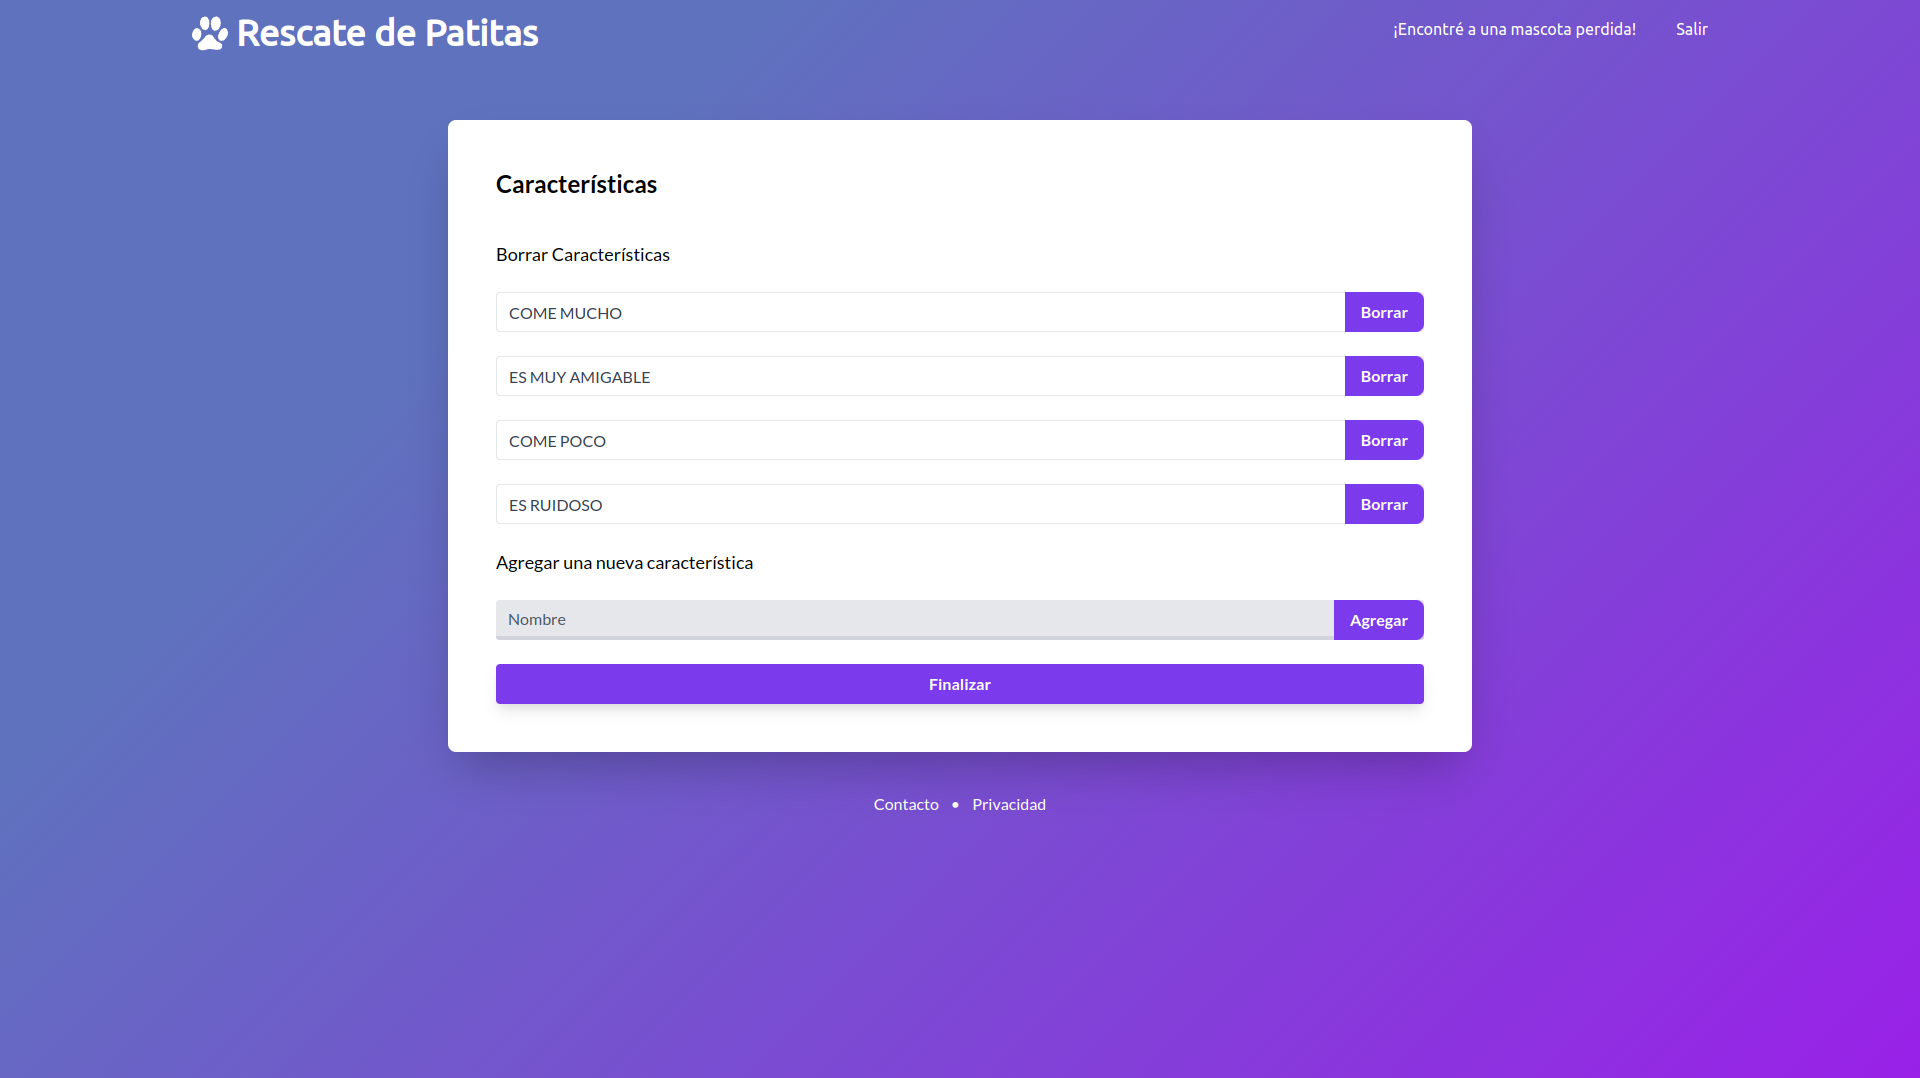 Rescate de Patitas
¡Encontré a una mascota perdida!
Salir
Características
Borrar Características
COME MUCHO
Borrar
ES MUY AMIGABLE
Borrar
COME POCO
Borrar
ES RUIDOSO
Borrar
Agregar una nueva característica
Nombre
Agregar
Finalizar
Contacto • Privacidad